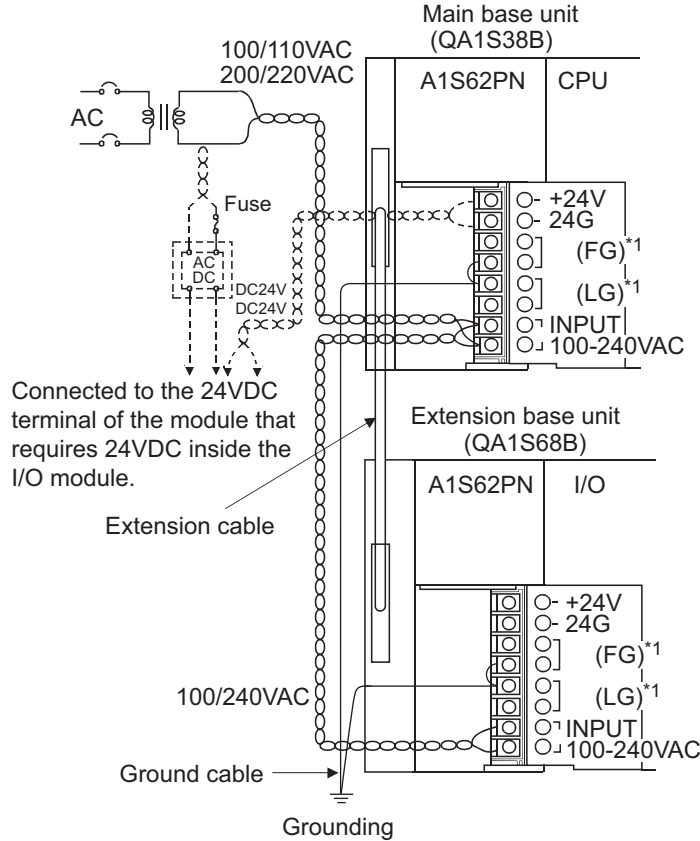 Main base unit
(QA1S38B)
100/110VAC
200/220VAC
A1S62PN
CPU
AC
+24V
24G
(FG)*1
(LG)*1
INPUT
100-240VAC
Fuse
AC
DC
DC24V
DC24V
Connected to the 24VDC
terminal of the module that
requires 24VDC inside the
I/O module.
Extension base unit
(QA1S68B)
A1S62PN
I/O
Extension cable
+24V
24G
(FG)*1
(LG)*1
INPUT
100-240VAC
100/240VAC
Ground cable
Grounding